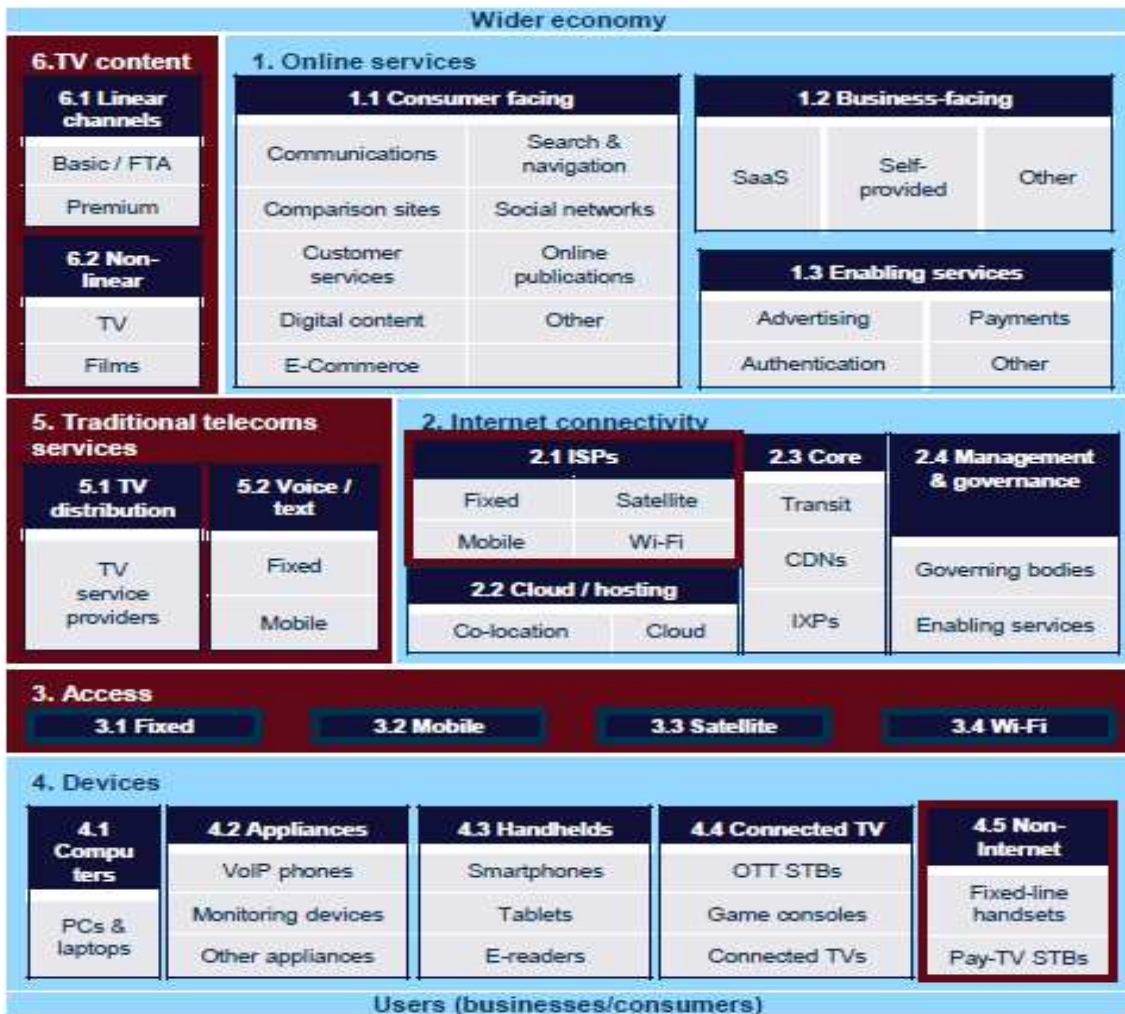 Wider economy
6.TV content
6.1 Linear
channels
Basic / FTA
Premium
6.2 Non-
linear
TV
Films
1. Online services
1.1 Consumer facing
Communications
Search &
navigation
Comparison sites
Social networks
Customer
services
Online
publications
Digital content
Other
E-Commerce
1.2 Business-facing
SaaS
Self-
provided
Other
1.3 Enabling services
Advertising
Payments
Authentication
Other
5. Traditional telecoms
services
5.1 TV
distribution
TV
service
providers
5.2 Voice /
text
Fixed
Mobile
2. Internet connectivity
2.1 ISPs
Fixed
Satellite
Mobile
Wi-Fi
2.2 Cloud / hosting
Co-location
Cloud
2.3 Core
Transit
CDNs
IXPs
2.4 Management
& governance
Governing bodies
Enabling services
3. Access
3.1 Fixed
3.2 Mobile
3.3 Satellite
3.4 Wi-Fi
4. Devices
4.1
Compu
ters
PCs &
laptops
4.2 Appliances
VoIP phones
Monitoring devices
Other appliances
4.3 Handhelds
Smartphones
Tablets
E-readers
4.4 Connected TV
OTT STBs
Game consoles
Connected TVs
4.5 Non-
Internet
Fixed-line
handsets
Pay-TV STBs
Users (businesses/consumers)